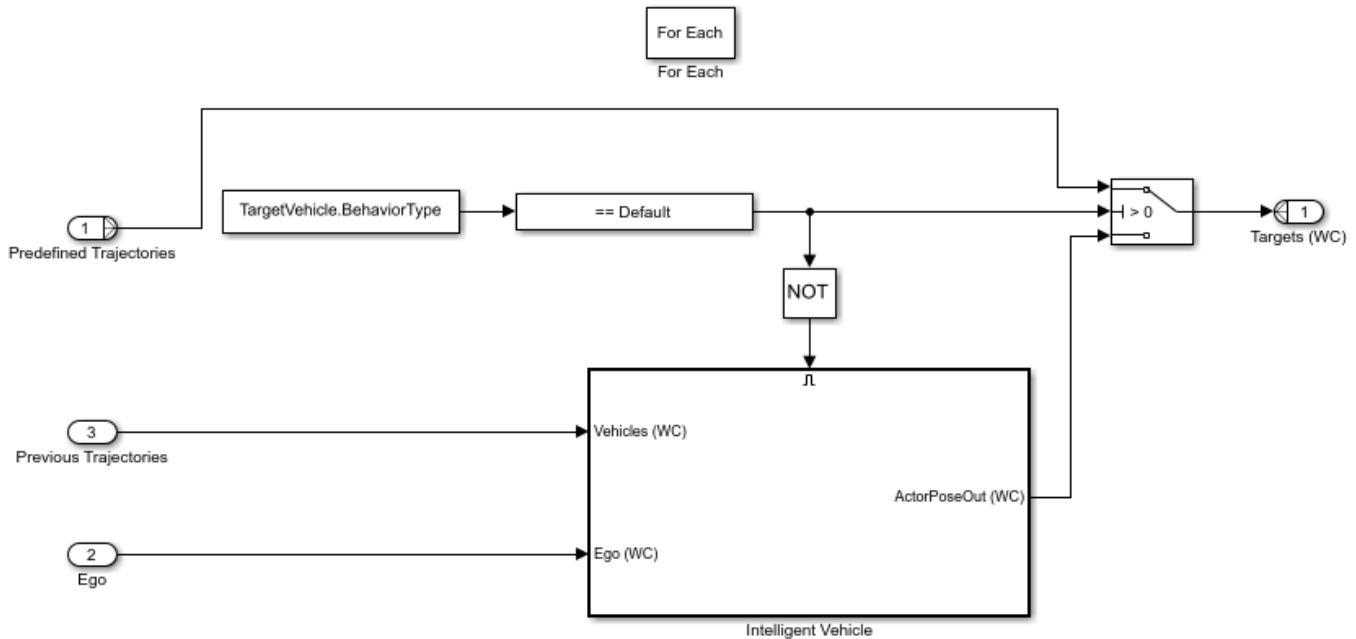 For Each
For Each
TargetVehicle.BehaviorType
== Default
> 0
1
Predefined Trajectories
1
Targets (WC)
NOT
3
Previous Trajectories
Vehicles (WC)
ActorPoseOut (WC)
2
Ego
Ego (WC)
Intelligent Vehicle